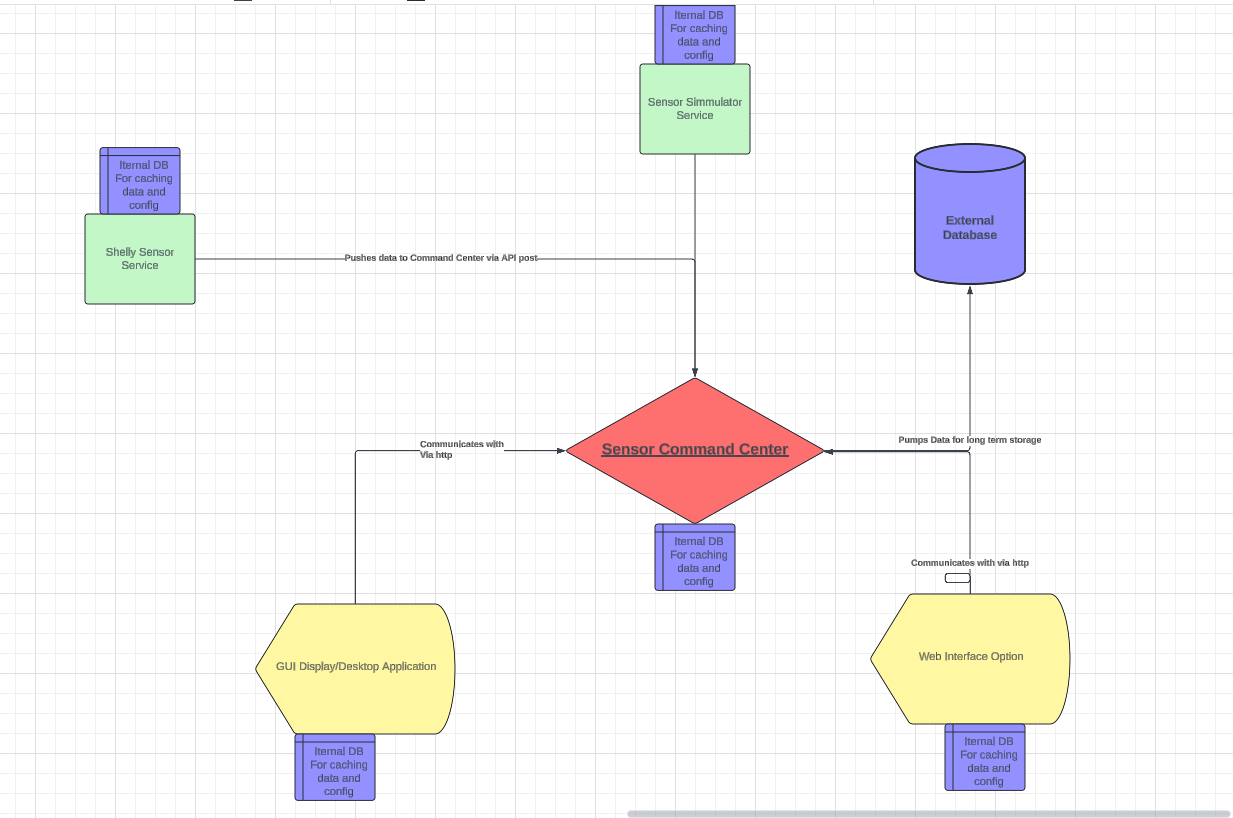 Iternal DB
For caching
data and
config
Sensor Simmulator
Service
Iternal DB
For caching
data and
config
Shelly Sensor
Service
External
Database
Pushes data to Command Center via API post
Communicates with
Via http
Sensor Command Center
Pumps Data for long term storage
Iternal DB
For caching
data and
config
Communicates with via http
GUI Display/Desktop Application
Web Interface Option
Iternal DB
For caching
data and
config
Iternal DB
For caching
data and
config